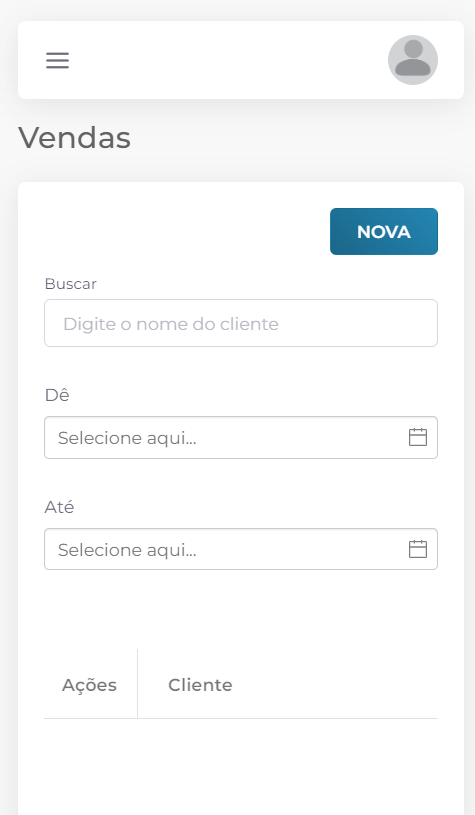 Vendas
NOVA
Buscar
Digite o nome do cliente
Dê
Selecione aqui...
Até
Selecione aqui...
Ações Cliente